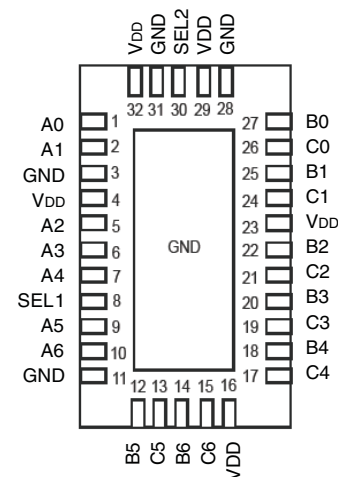 VDD GND SEL2 VDD GND
32 31 30 29 28
A0 1 27 B0
A1 2 26 C0
GND 3 25 B1
VDD 4 24 C1
A2 5 23 VDD
A3 6 GND 22 B2
A4 7 21 C2
SEL1 8 20 B3
A5 9 19 C3
A6 10 18 B4
GND 11 17 C4
12 13 14 15 16
B5 C5 B6 C6 VDD